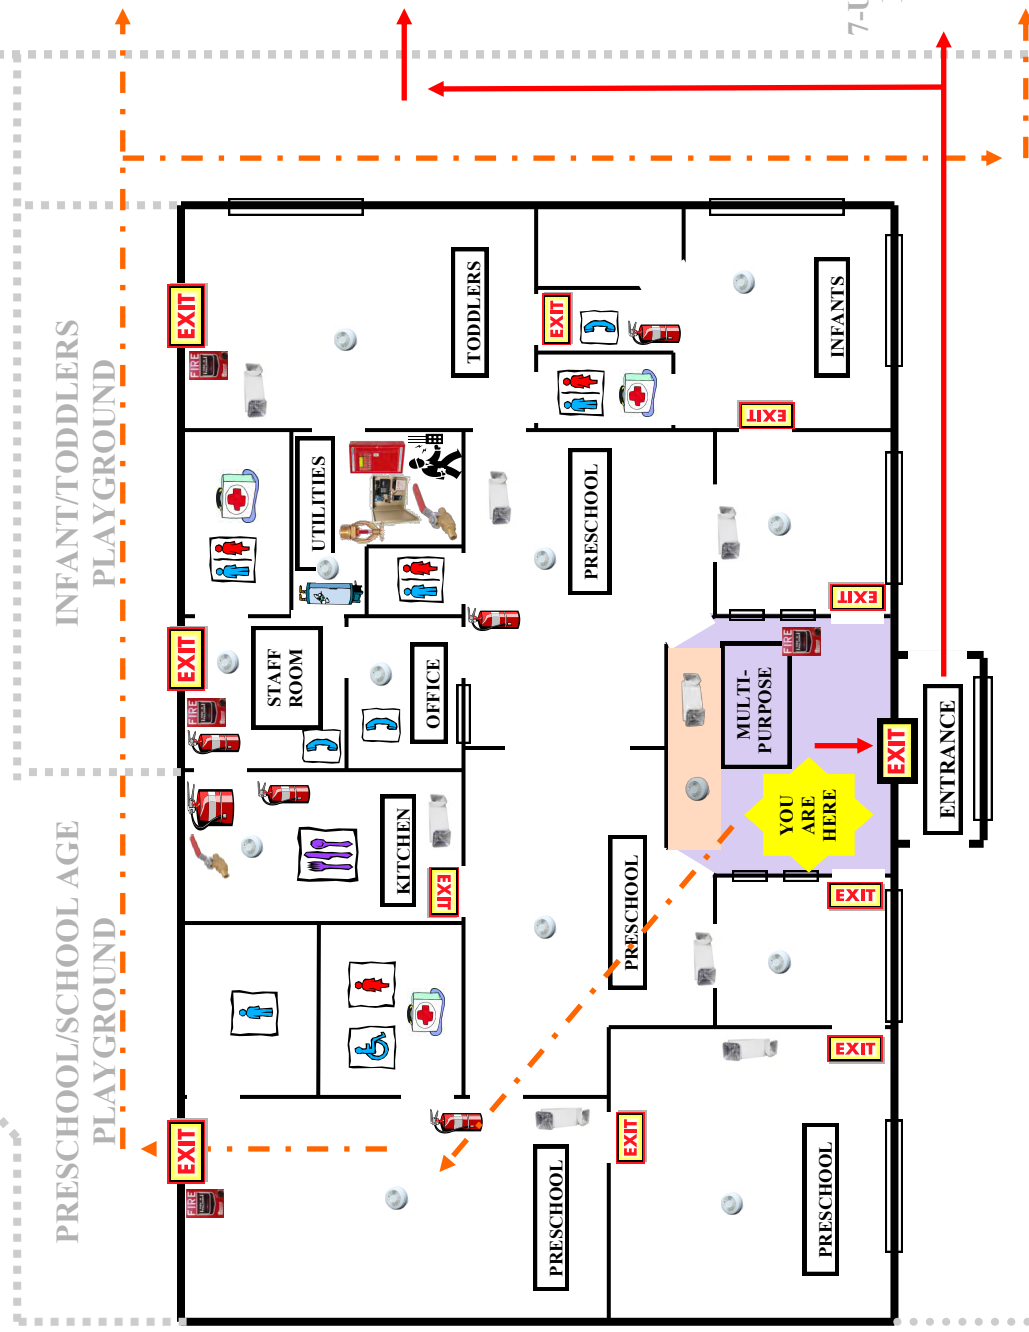 INFANT/TODDLERS
PLAYGROUND
PRESCHOOL/SCHOOL AGE
PLAYGROUND
7-U
EXIT
FIRE
TODDLERS
EXIT
INFANTS
EXIT
UTILITIES
PRESCHOOL
EXIT
EXIT
FIRE
STAFF
ROOM
OFFICE
MULTI-
PURPOSE
FIRE
YOU
ARE
HERE
EXIT
ENTRANCE
KITCHEN
EXIT
PRESCHOOL
EXIT
EXIT
EXIT
FIRE
PRESCHOOL
EXIT
PRESCHOOL